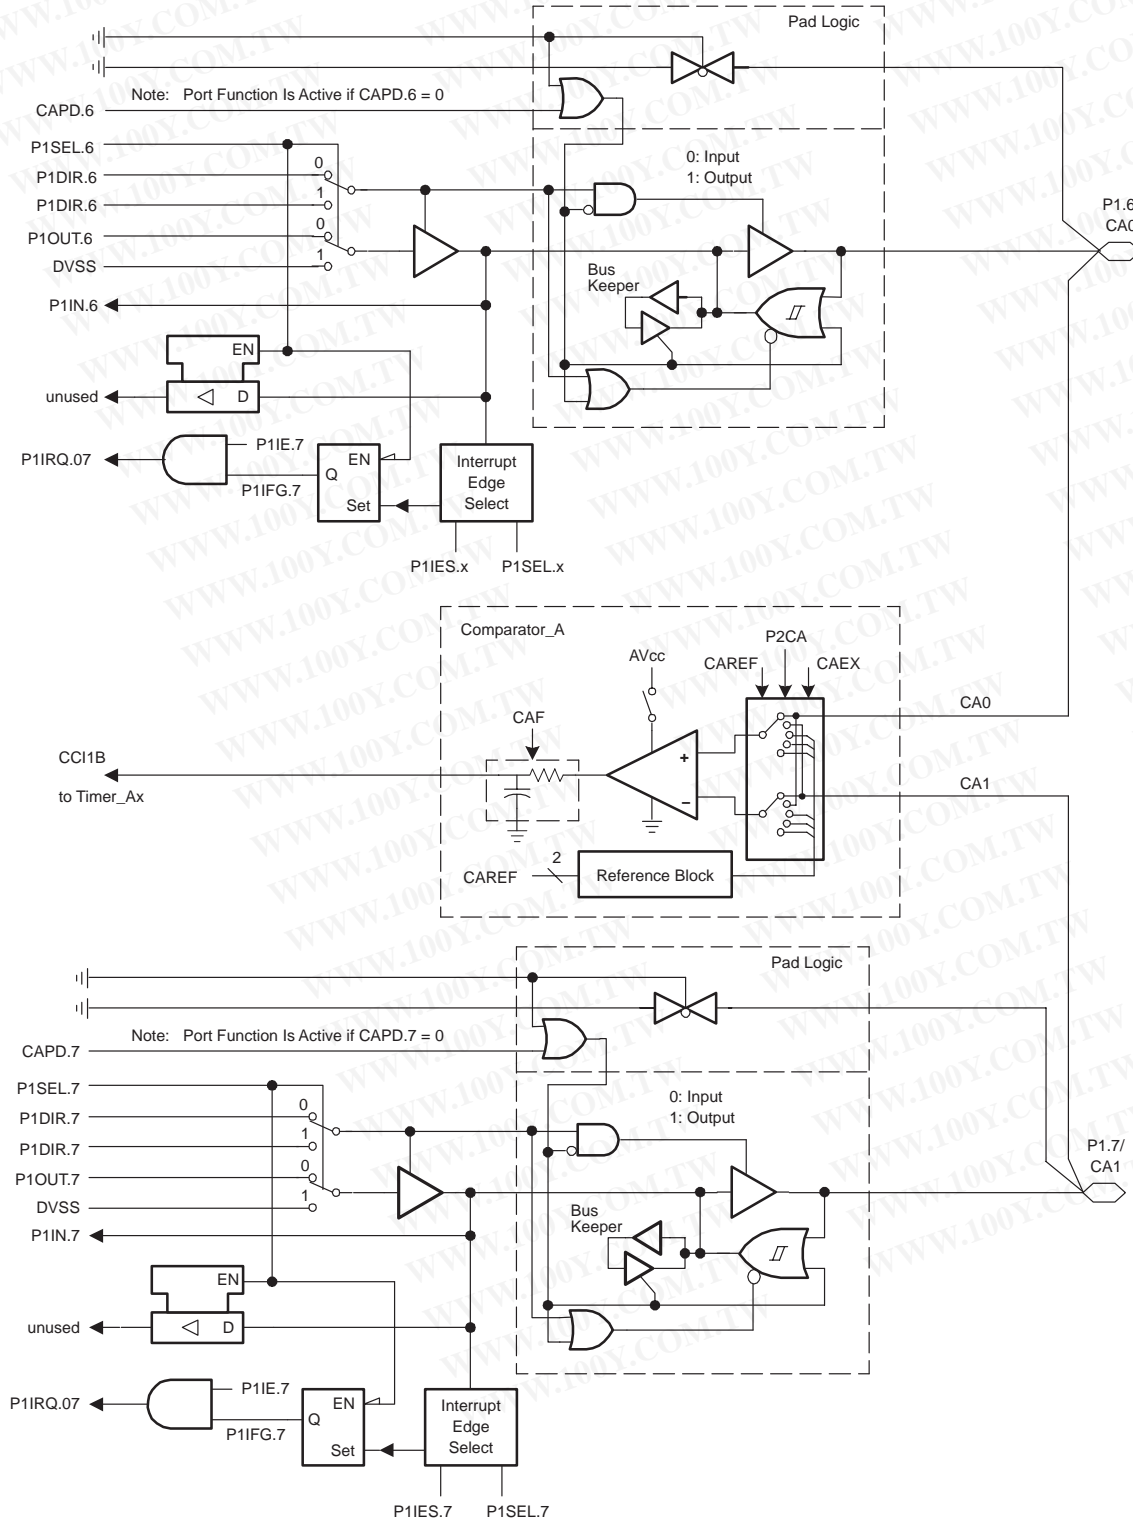 Pad Logic
Note: Port Function Is Active if CAPD.6 = 0
CAPD.6
P1SEL.6
0
P1DIR.6
1
P1DIR.6
0: Input
1: Output
P1.6
CA0
0
P1OUT.6
1
DVSS
Bus
Keeper
P1IN.6
EN
unused
D
P1IE.7
P1IRQ.07
EN
Q
P1IFG.7
Set
Interrupt
Edge
Select
P1IES.x
P1SEL.x
Comparator_A
P2CA
AVcc
CAREF
CAEX
CA0
CAF
CCI1B
to Timer_Ax
+
−
CA1
2
CAREF
Reference Block
Pad Logic
Note: Port Function Is Active if CAPD.7 = 0
CAPD.7
P1SEL.7
0
P1DIR.7
1
P1DIR.7
0: Input
1: Output
P1.7/
CA1
0
P1OUT.7
1
DVSS
Bus
Keeper
P1IN.7
EN
unused
D
P1IE.7
P1IRQ.07
EN
Q
P1IFG.7
Set
Interrupt
Edge
Select
P1IES.7
P1SEL.7
WWW.100Y.COM.TW